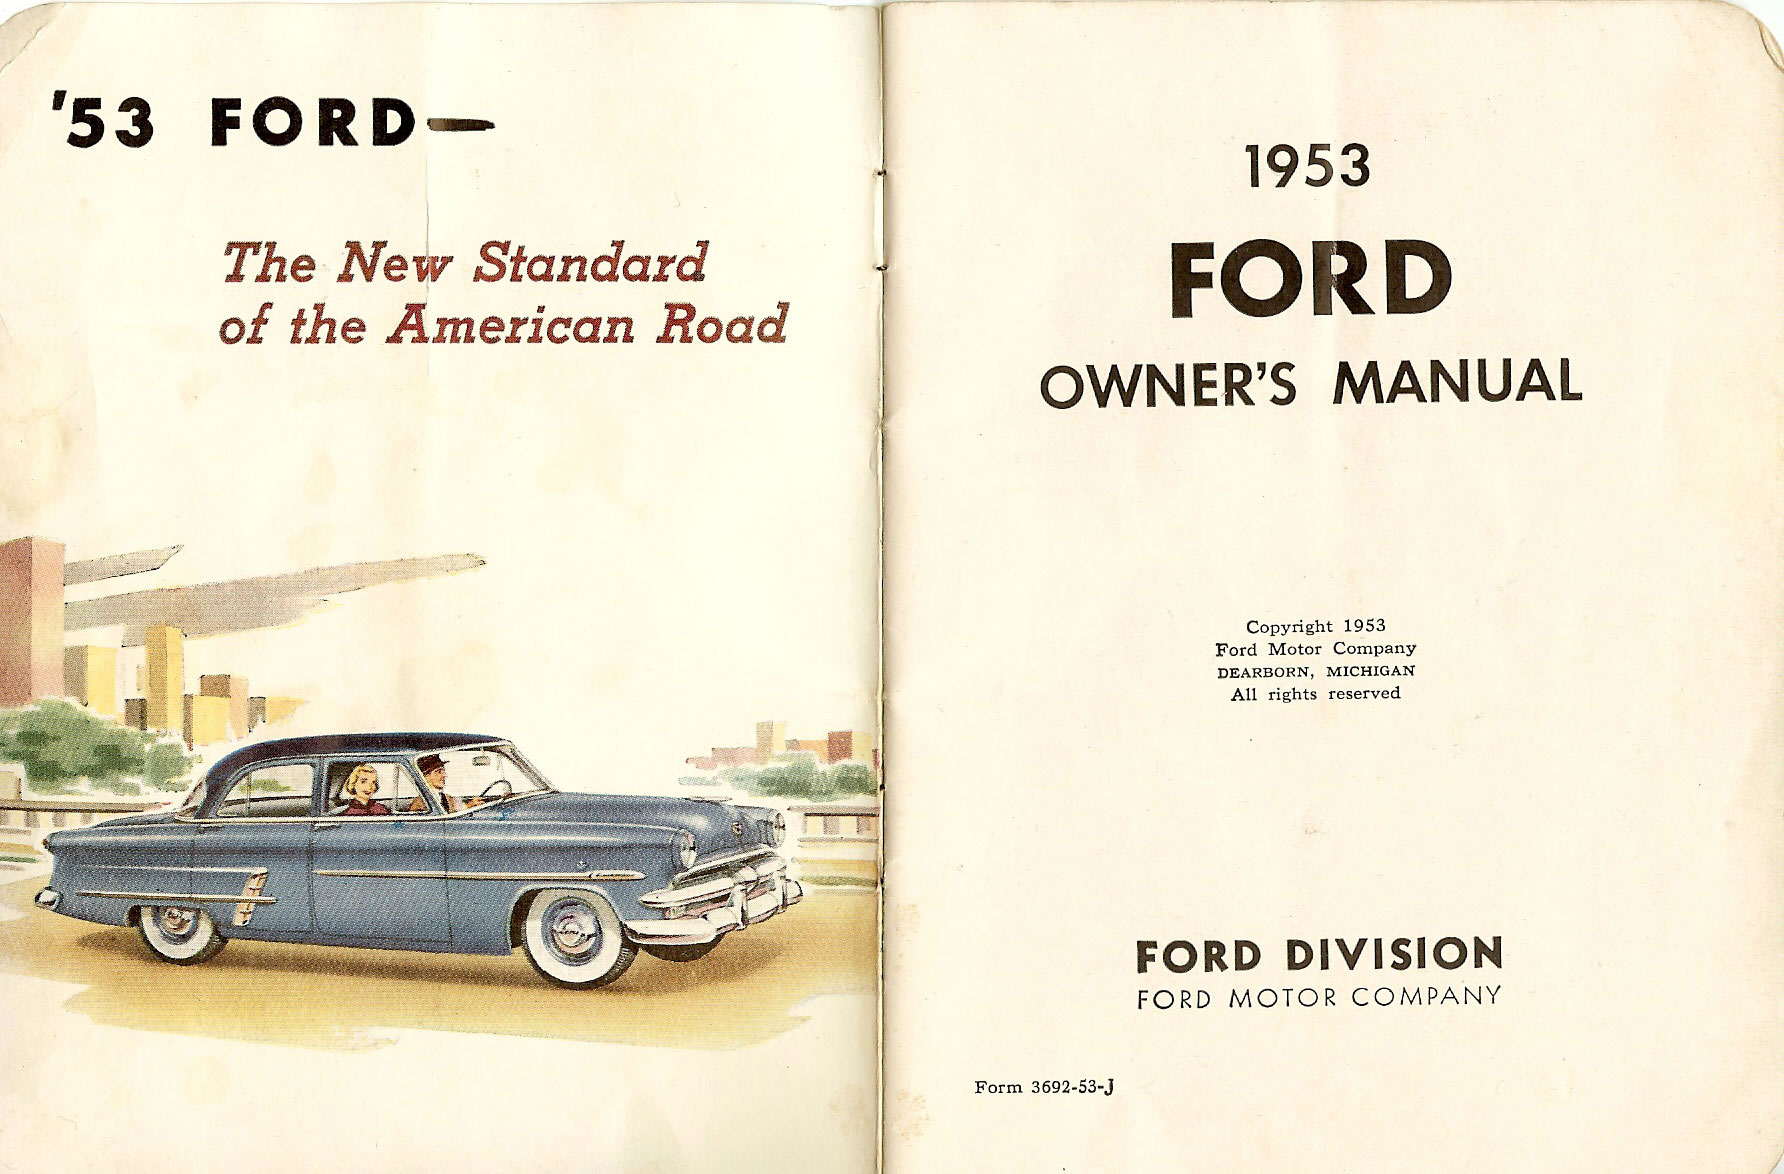 '53 FORD—
The New Standard
of the American Road
1953
FORD
OWNER'S MANUAL
Copyright 1953
Ford Motor Company
DEARBORN, MICHIGAN
All rights reserved
FORD DIVISION
FORD MOTOR COMPANY
Form 3692-53-J